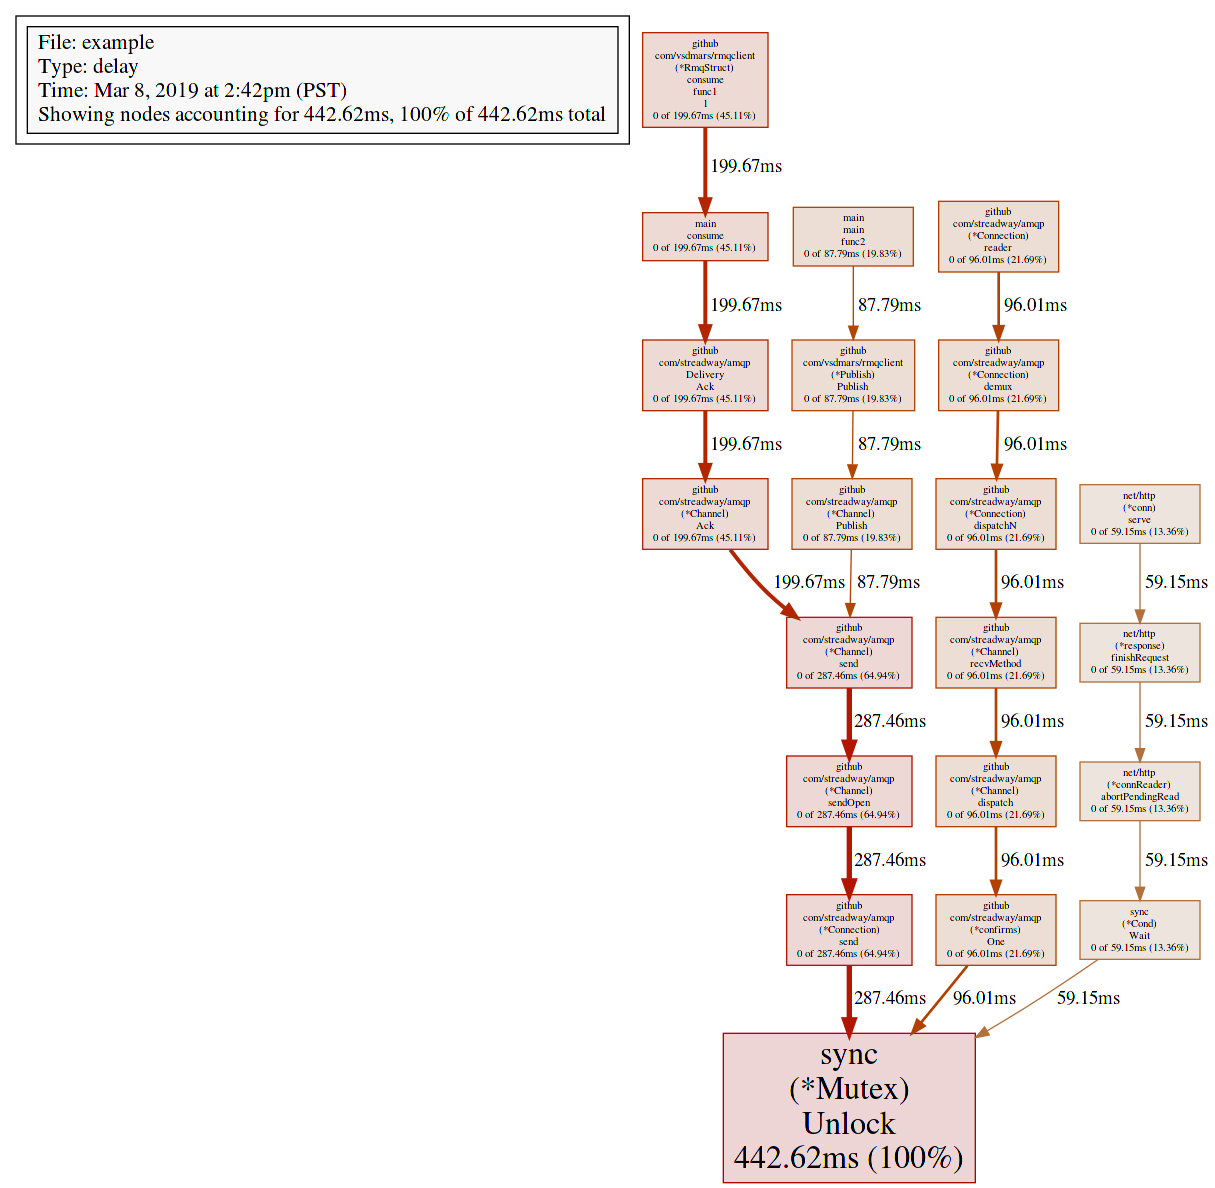 File: example
Type: delay
Time: Mar 8, 2019 at 2:42pm (PST)
Showing nodes accounting for 442.62ms, 100% of 442.62ms total
github
com/vsdmars/rmqclient
(*RmqStruct)
consume
func1
1
0 of 199.67ms (45.11%)
199.67ms
main
consume
0 of 199.67ms (45.11%)
main
main
func2
0 of 87.79ms (19.83%)
github
com/streadway/amqp
(*Connection)
reader
0 of 96.01ms (21.69%)
199.67ms
87.79ms
96.01ms
github
com/streadway/amqp
Delivery
Ack
0 of 199.67ms (45.11%)
github
com/vsdmars/rmqclient
(*Publish)
Publish
0 of 87.79ms (19.83%)
github
com/streadway/amqp
(*Connection)
demux
0 of 96.01ms (21.69%)
199.67ms
87.79ms
96.01ms
github
com/streadway/amqp
(*Channel)
Ack
0 of 199.67ms (45.11%)
github
com/streadway/amqp
(*Channel)
Publish
0 of 87.79ms (19.83%)
github
com/streadway/amqp
(*Connection)
dispatchN
0 of 96.01ms (21.69%)
net/http
(*conn)
serve
0 of 59.15ms (13.36%)
199.67ms
87.79ms
96.01ms
59.15ms
github
com/streadway/amqp
(*Channel)
send
0 of 287.46ms (64.94%)
github
com/streadway/amqp
(*Channel)
recvMethod
0 of 96.01ms (21.69%)
net/http
(*response)
finishRequest
0 of 59.15ms (13.36%)
287.46ms
96.01ms
59.15ms
github
com/streadway/amqp
(*Channel)
sendOpen
0 of 287.46ms (64.94%)
github
com/streadway/amqp
(*Channel)
dispatch
0 of 96.01ms (21.69%)
net/http
(*connReader)
abortPendingRead
0 of 59.15ms (13.36%)
287.46ms
96.01ms
59.15ms
github
com/streadway/amqp
(*Connection)
send
0 of 287.46ms (64.94%)
github
com/streadway/amqp
(*confirms)
One
0 of 96.01ms (21.69%)
sync
(*Cond)
Wait
0 of 59.15ms (13.36%)
287.46ms
96.01ms
59.15ms
sync
(*Mutex)
Unlock
442.62ms (100%)